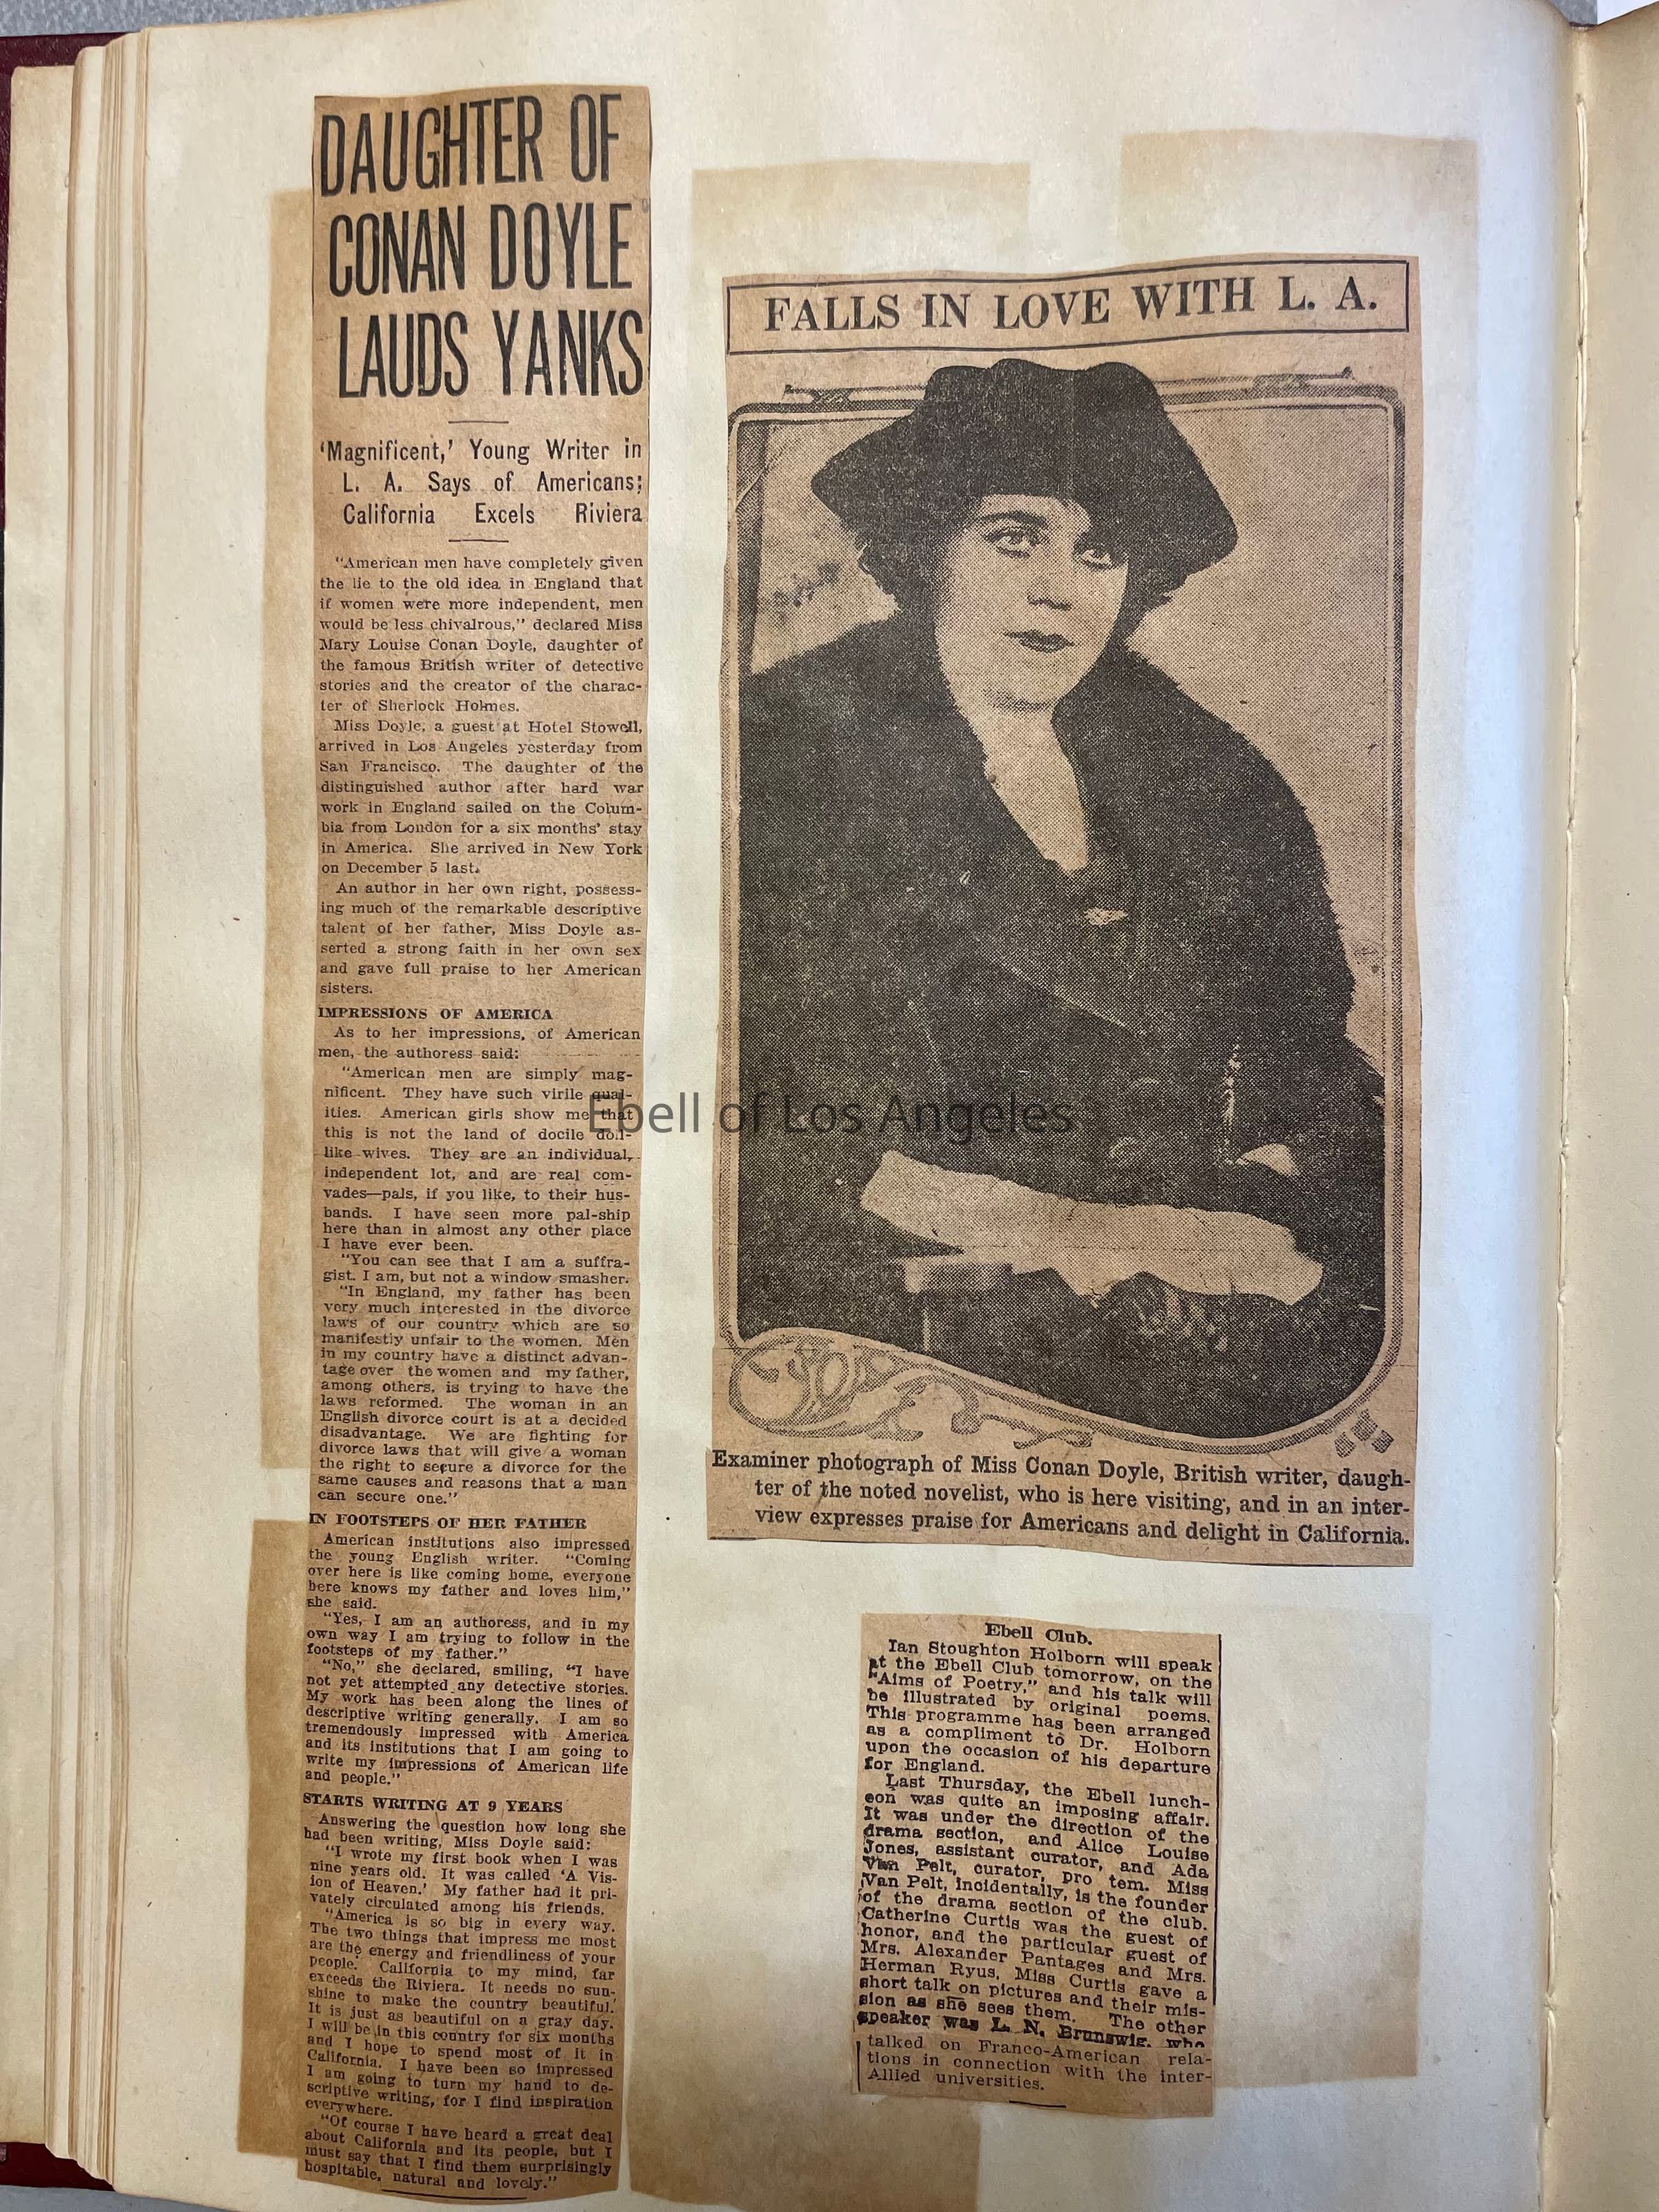 DAUGHTER OF
CONAN DOYLE
LAUDS YANKS
'Magnificent,' Young Writer in
L. A. Says of Americans;
California Excels Riviera
"American men have completely given
the lie to the old idea in England that
if women were more independent, men
would be less chivalrous," declared Miss
Mary Louise Conan Doyle, daughter of
the famous British writer of detective
stories and the creator of the charac-
ter of Sherlock Holmes.
Miss Doyle, a guest at Hotel Stowell,
arrived in Los Angeles yesterday from
San Francisco. The daughter of the
distinguished author after hard war
work in England sailed on the Colum-
bia from London for a six months' stay
in America. She arrived in New York
on December 5 last.
An author in her own right, possess-
ing much of the remarkable descriptive
talent of her father, Miss Doyle as-
serted a strong faith in her own sex
and gave full praise to her American
sisters.
IMPRESSIONS OF AMERICA
As to her impressions, of American
men, the authoress said:
"American men are simply mag-
nificent. They have such virile qual-
ities. American girls show me that
this is not the land of docile doll-
like wives. They are an individual,
independent lot, and are real com-
vades—pals, if you like, to their hus-
bands. I have seen more pal-ship
here than in almost any other place
I have ever been.
"You can see that I am a suffra-
gist. I am, but not a window smasher.
"In England, my father has been
very much interested in the divorce
laws of our country which are so
manifestly unfair to the women. Men
in my country have a distinct advan-
tage over the women and my father,
among others, is trying to have the
laws reformed. The woman in an
English divorce court is at a decided
disadvantage. We are fighting for
divorce laws that will give a woman
the right to secure a divorce for the
same causes and reasons that a man
can secure one."
IN FOOTSTEPS OF HER FATHER
American institutions also impressed
the young English writer. "Coming
over here is like coming home, everyone
here knows my father and loves him,"
she said.
"Yes, I am an authoress, and in my
own way I am trying to follow in the
footsteps of my father."
"No," she declared, smiling, "I have
not yet attempted any detective stories.
My work has been along the lines of
descriptive writing generally. I am so
tremendously impressed with America
and its institutions that I am going to
write my impressions of American life
and people."
STARTS WRITING AT 9 YEARS
Answering the question how long she
had been writing, Miss Doyle said:
"I wrote my first book when I was
nine years old. It was called 'A Vis-
ion of Heaven.' My father had it pri-
vately circulated among his friends.
"America is so big in every way.
The two things that impress me most
are the energy and friendliness of your
people. California to my mind, far
exceeds the Riviera. It needs no sun-
shine to make the country beautiful.
It is just as beautiful on a gray day.
I will be in this country for six months
and I hope to spend most of it in
California. I have been so impressed
I am going to turn my hand to de-
scriptive writing, for I find inspiration
everywhere.
"Of course I have heard a great deal
about California and its people, but I
must say that I find them surprisingly
hospitable, natural and lovely."
FALLS IN LOVE WITH L. A.
Examiner photograph of Miss Conan Doyle, British writer, daugh-
ter of the noted novelist, who is here visiting, and in an inter-
view expresses praise for Americans and delight in California.
Ebell Club.
Ian Stoughton Holborn will speak
at the Ebell Club tomorrow, on the
"Aims of Poetry," and his talk will
be illustrated by original poems.
This programme has been arranged
as a compliment to Dr. Holborn
upon the occasion of his departure
for England.
Last Thursday, the Ebell lunch-
eon was quite an imposing affair.
It was under the direction of the
drama section, and Alice Louise
Jones, assistant curator, and Ada
Van Pelt, curator, pro tem. Miss
Van Pelt, incidentally, is the founder
of the drama section of the club.
Catherine Curtis was the guest of
honor, and the particular guest of
Mrs. Alexander Pantages and Mrs.
Herman Ryus, Miss Curtis gave a
short talk on pictures and their mis-
sion as she sees them. The other
speaker was L. N. Brunswig, who
talked on Franco-American rela-
tions in connection with the inter-
Allied universities.
Ebell of Los Angeles